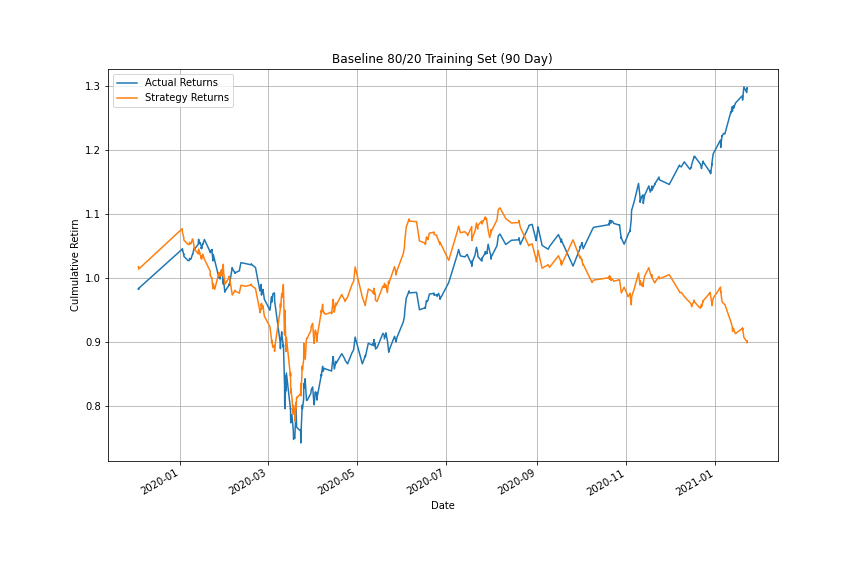 Baseline 80/20 Training Set (90 Day)
Actual Returns
Strategy Returns
1.3
1.2
1.1
1.0
0.9
0.8
Culmulative Retirn
2020-01
2020-03
2020-05
2020-07
2020-09
2020-11
2021-01
Date